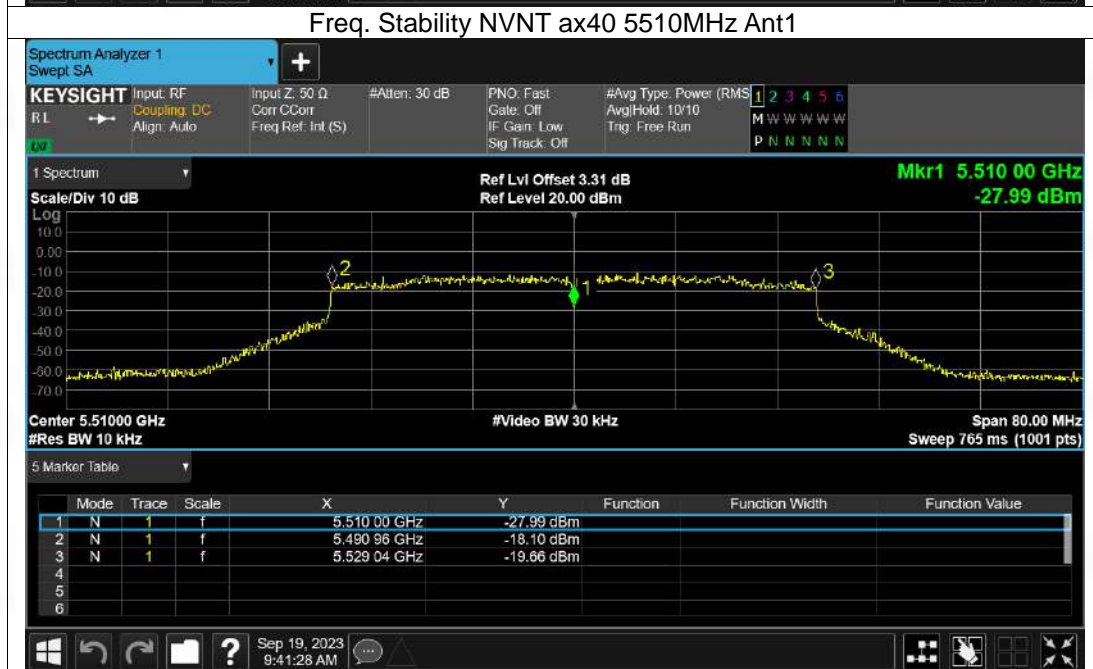 Freq. Stability NVNT ax40 5510MHz Ant1
Spectrum Analyzer 1
Swept SA
+
KEYSIGHT
RL
LXI
Input: RF
Coupling: DC
Align: Auto
Input Z: 50 Ω
Corr CCorr
Freq Ref: Int (S)
#Atten: 30 dB
PNO: Fast
Gate: Off
IF Gain: Low
Sig Track: Off
#Avg Type: Power (RMS
Avg|Hold: 10/10
Trig: Free Run
1 2 3 4 5 6
M W W W W W
P N N N N N
1 Spectrum
Scale/Div 10 dB
Ref Lvl Offset 3.31 dB
Ref Level 20.00 dBm
Mkr1 5.510 00 GHz
-27.99 dBm
Log
10.0
0.00
-10.0
-20.0
-30.0
-40.0
-50.0
-60.0
-70.0
2
1
3
Center 5.51000 GHz
#Video BW 30 kHz
Span 80.00 MHz
#Res BW 10 kHz
Sweep 765 ms (1001 pts)
5 Marker Table
Mode Trace Scale X Y Function Function Width Function Value
1 N 1 f 5.510 00 GHz -27.99 dBm
2 N 1 f 5.490 96 GHz -18.10 dBm
3 N 1 f 5.529 04 GHz -19.66 dBm
4
5
6
?
Sep 19, 2023
9:41:28 AM